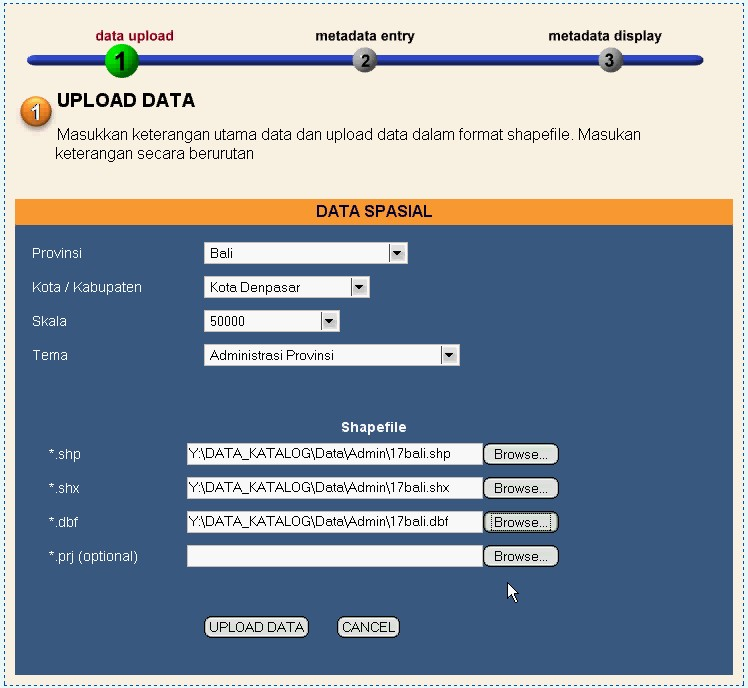 data upload metadata entry metadata display
1 2 3
1 UPLOAD DATA
Masukkan keterangan utama data dan upload data dalam format shapefile. Masukan
keterangan secara berurutan
DATA SPASIAL
Provinsi Bali
Kota / Kabupaten Kota Denpasar
Skala 50000
Tema Administrasi Provinsi
Shapefile
*.shp Y:\DATA_KATALOG\Data\Admin\17bali.shp Browse...
*.shx Y:\DATA_KATALOG\Data\Admin\17bali.shx Browse...
*.dbf Y:\DATA_KATALOG\Data\Admin\17bali.dbf Browse...
*.prj (optional) Browse...
UPLOAD DATA CANCEL